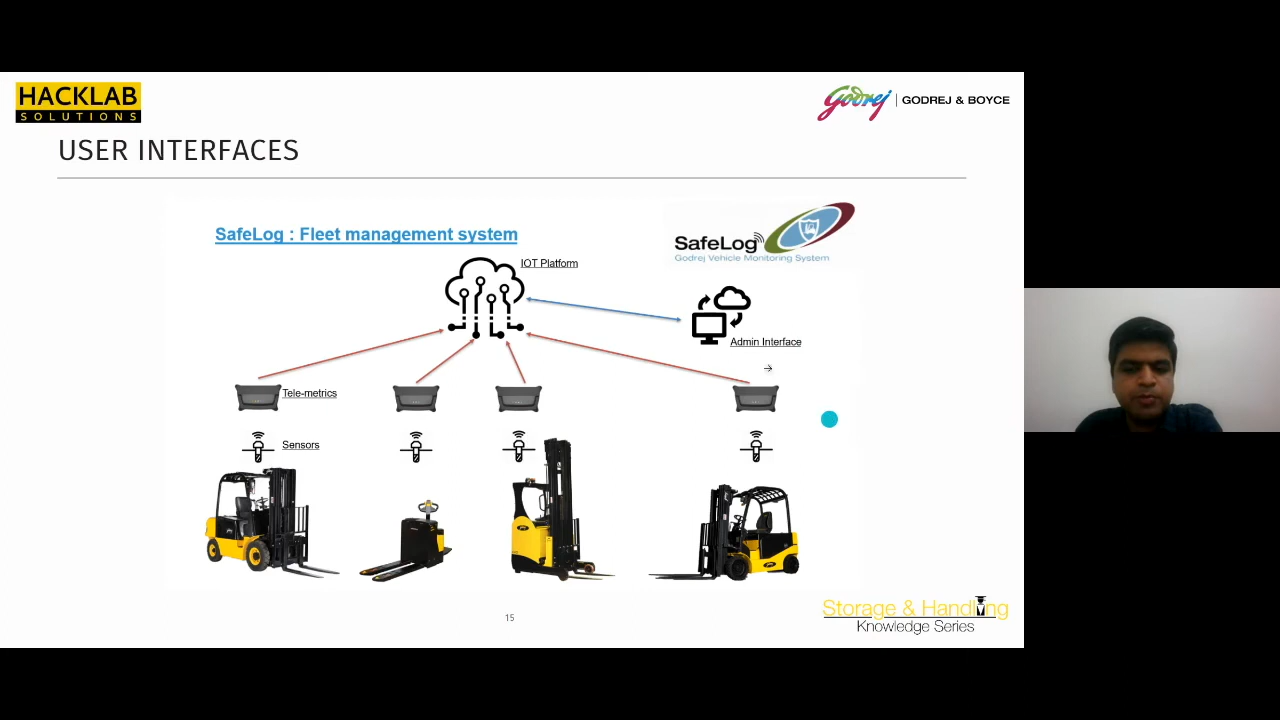 HACKLAB
SOLUTIONS
Godrej | GODREJ & BOYCE
USER INTERFACES
SafeLog : Fleet management system
SafeLog
Godrej Vehicle Monitoring System
IOT Platform
Admin Interface
Tele-metrics
Sensors
15
Storage & Handling
Knowledge Series